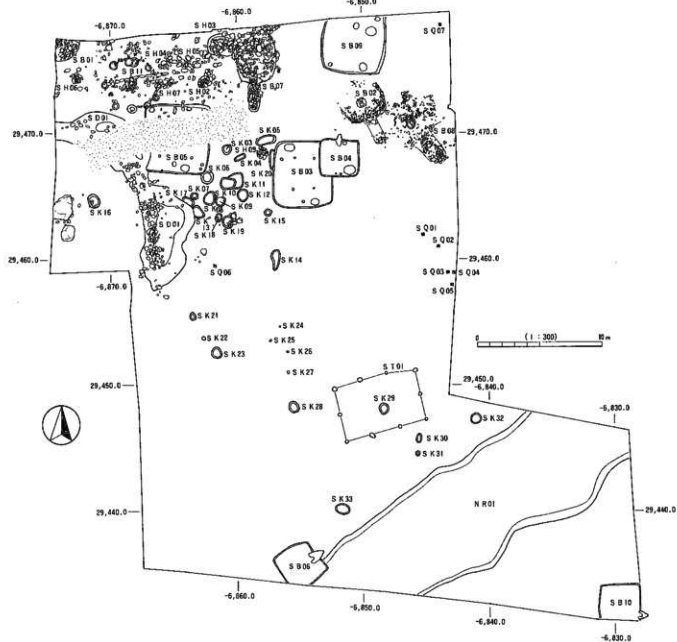 -6,870.0
-6,860.0
-6,850.0
SH03
SB09
SQ07
SB01
SH04
SH05
SB11
SH06
SH07
SH02
SB07
SB02
SB08
29,470.0
29,470.0
SD01
SK05
SK03
SH09
SK04
SB05
SK06
SK20
SB03
SB04
SK07
SK11
SK17
SK10
SK12
SK16
SK09
SD01
SK15
13
SK19
SK18
SQ01
SQ02
29,460.0
29,460.0
SK14
SQ06
SQ03
SQ04
SQ05
-6,870.0
SK21
SK24
SK22
SK25
SK23
SK26
SK27
0 (1:300) 10m
ST01
29,450.0
29,450.0
-6,840.0
-6,830.0
SK28
SK29
SK32
SK30
SK31
29,440.0
29,440.0
SK33
NR01
SB06
SB10
-6,860.0
-6,850.0
-6,840.0
-6,830.0